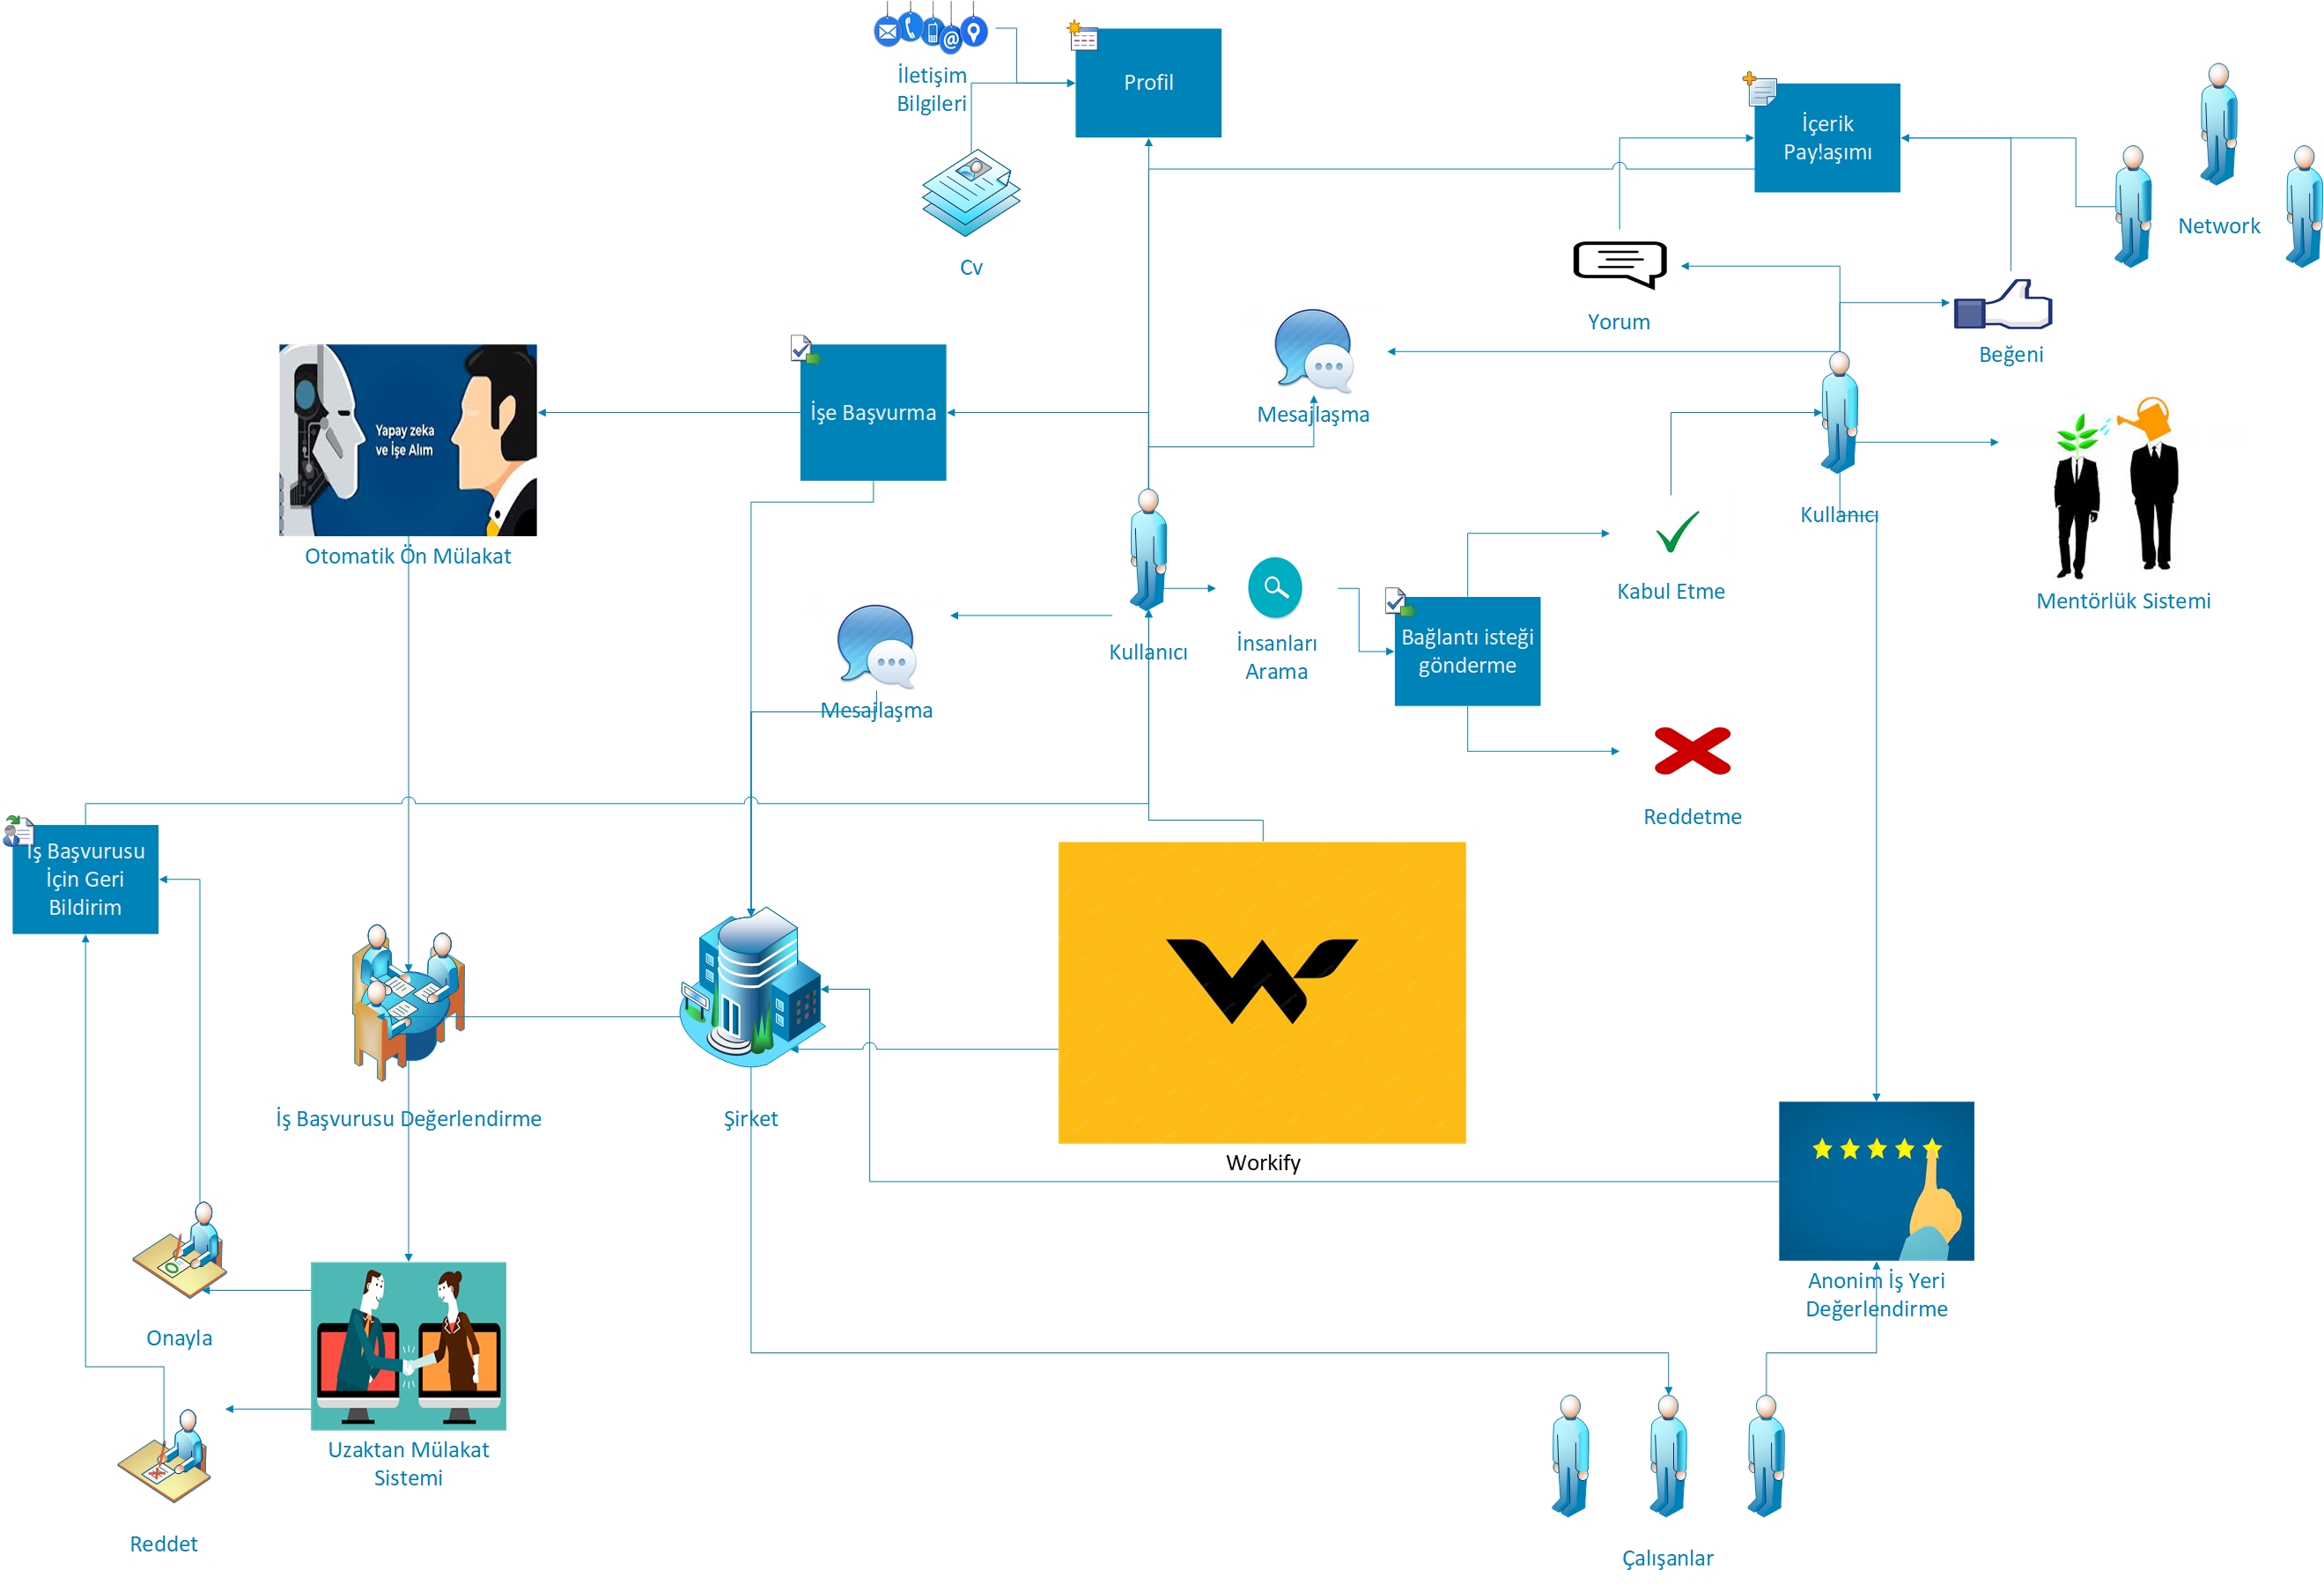 İletişim
Bilgileri
Profil
İçerik
Pay!aşımı
Network
Cv
Yorum
Beğeni
Mesajlaşma
İşe Başvurma
Yapay zeka
ve İşe Alım
Otomatik Ön Mülakat
Kullanıcı
Kabul Etme
Mentörlük Sistemi
Kullanıcı
İnsanları
Arama
Bağlantı isteği
gönderme
Mesajlaşma
Reddetme
İş Başvurusu
İçin Geri
Bildirim
İş Başvurusu Değerlendirme
Şirket
Workify
Anonim İş Yeri
Değerlendirme
Onayla
Uzaktan Mülakat
Sistemi
Reddet
Çalışanlar